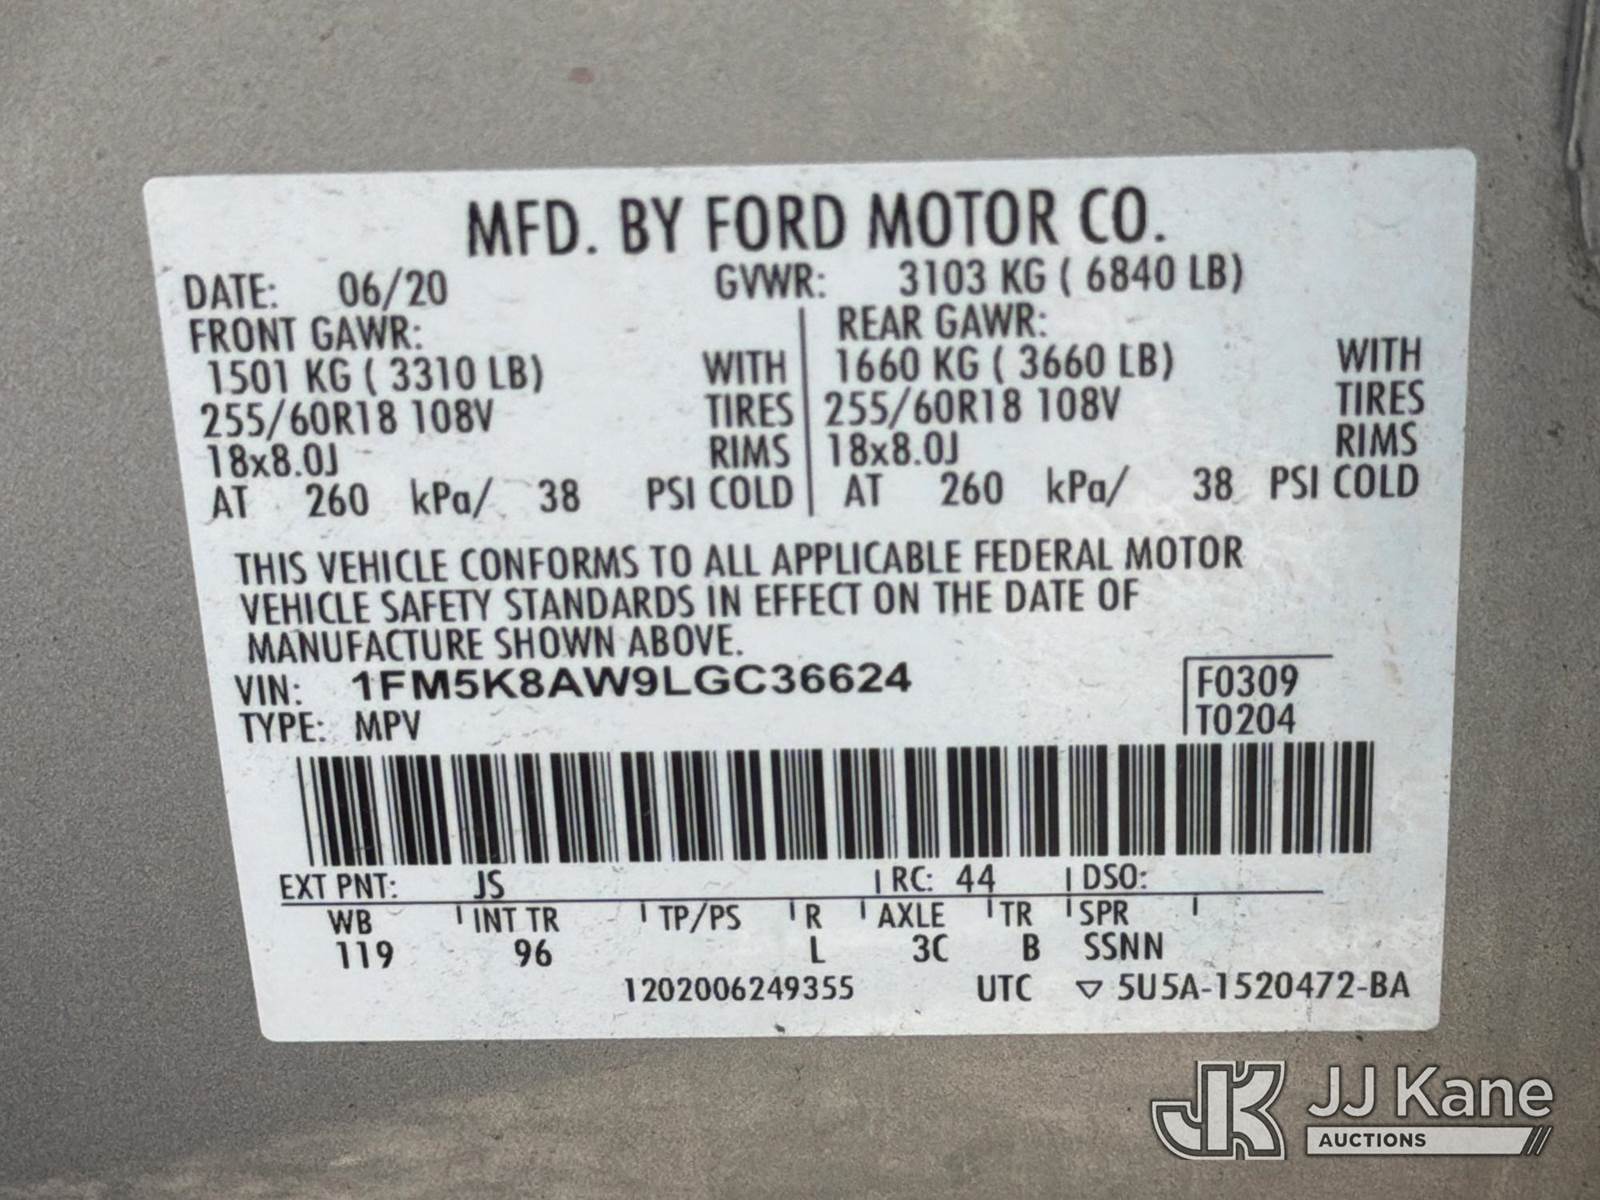 MFD. BY FORD MOTOR CO.
DATE: 06/20 GVWR: 3103 KG ( 6840 LB)
FRONT GAWR: REAR GAWR:
1501 KG ( 3310 LB) WITH 1660 KG ( 3660 LB) WITH
255/60R18 108V TIRES 255/60R18 108V TIRES
18x8.0J RIMS 18x8.0J RIMS
AT 260 kPa/ 38 PSI COLD AT 260 kPa/ 38 PSI COLD
THIS VEHICLE CONFORMS TO ALL APPLICABLE FEDERAL MOTOR
VEHICLE SAFETY STANDARDS IN EFFECT ON THE DATE OF
MANUFACTURE SHOWN ABOVE.
VIN: 1FM5K8AW9LGC36624 F0309
TYPE: MPV T0204
EXT PNT: JS RC: 44 DSO:
WB INT TR TP/PS R AXLE TR SPR
119 96 L 3C B SSNN
1202006249355 UTC ▽ 5U5A-1520472-BA
JK JJ Kane
AUCTIONS